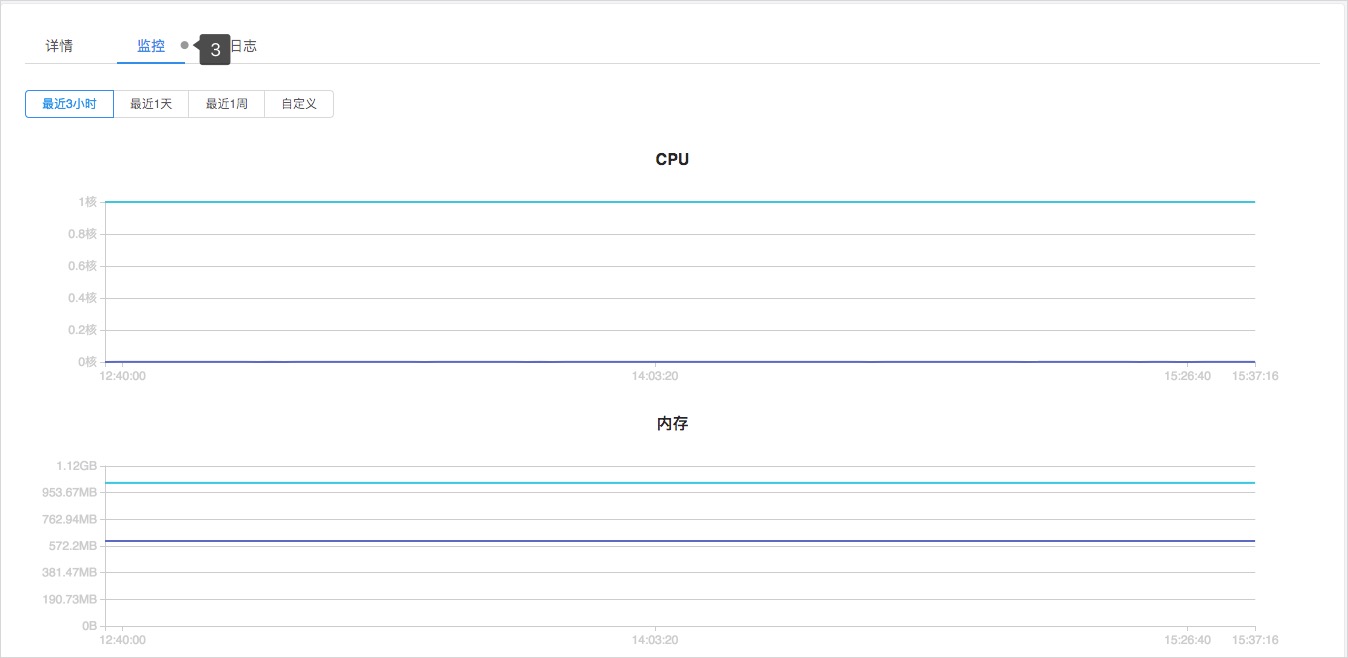 详情 监控 3 日志
最近3小时 最近1天 最近1周 自定义
CPU
1核
0.8核
0.6核
0.4核
0.2核
0核
12:40:00 14:03:20 15:26:40 15:37:16
内存
1.12GB
953.67MB
762.94MB
572.2MB
381.47MB
190.73MB
0B
12:40:00 14:03:20 15:26:40 15:37:16